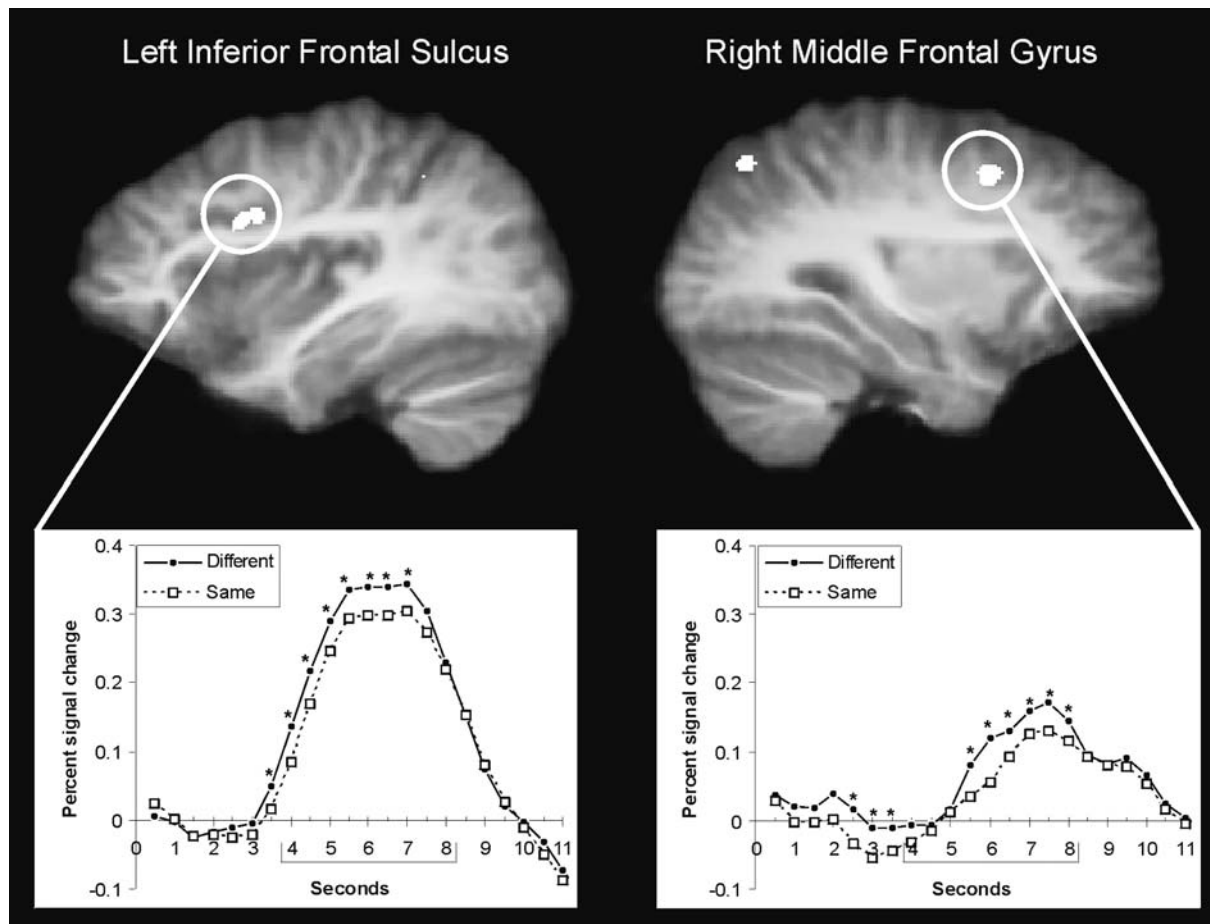 Left Inferior Frontal Sulcus
Right Middle Frontal Gyrus
0.4
0.3
0.2
0.1
0
-0.1
Percent signal change
Different
Same
* * * * * * * *
0 1 2 3 4 5 6 7 8 9 10 11
Seconds
0.4
0.3
0.2
0.1
0
-0.1
Percent signal change
Different
Same
* * * * * * * * *
0 1 2 3 4 5 6 7 8 9 10 11
Seconds